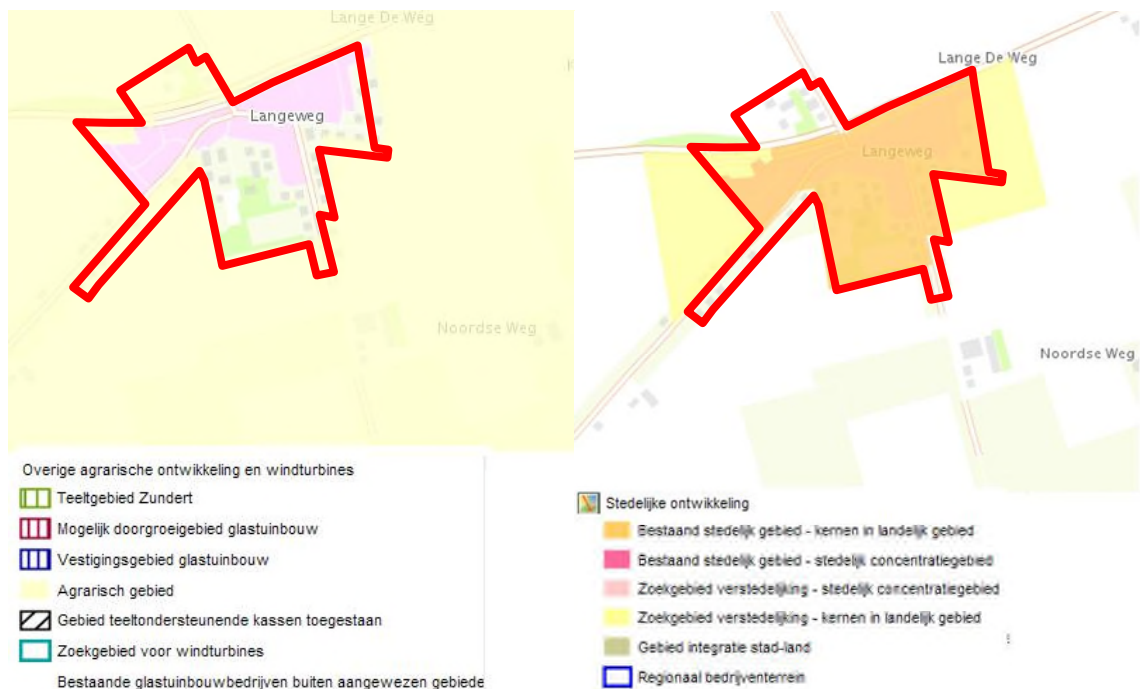 Lange De Weg
Langeweg
Noordse Weg
Overige agrarische ontwikkeling en windturbines
Teeltgebied Zundert
Mogelijk doorgroeigebied glastuinbouw
Vestigingsgebied glastuinbouw
Agrarisch gebied
Gebied teeltondersteunende kassen toegestaan
Zoekgebied voor windturbines
Bestaande glastuinbouwbedrijven buiten aangewezen gebiede
Lange De Weg
Langeweg
Noordse Weg
Stedelijke ontwikkeling
Bestaand stedelijk gebied - kernen in landelijk gebied
Bestaand stedelijk gebied - stedelijk concentratiegebied
Zoekgebied verstedelijking - stedelijk concentratiegebied
Zoekgebied verstedelijking - kernen in landelijk gebied
Gebied integratie stad-land
Regionaal bedrijventerrein